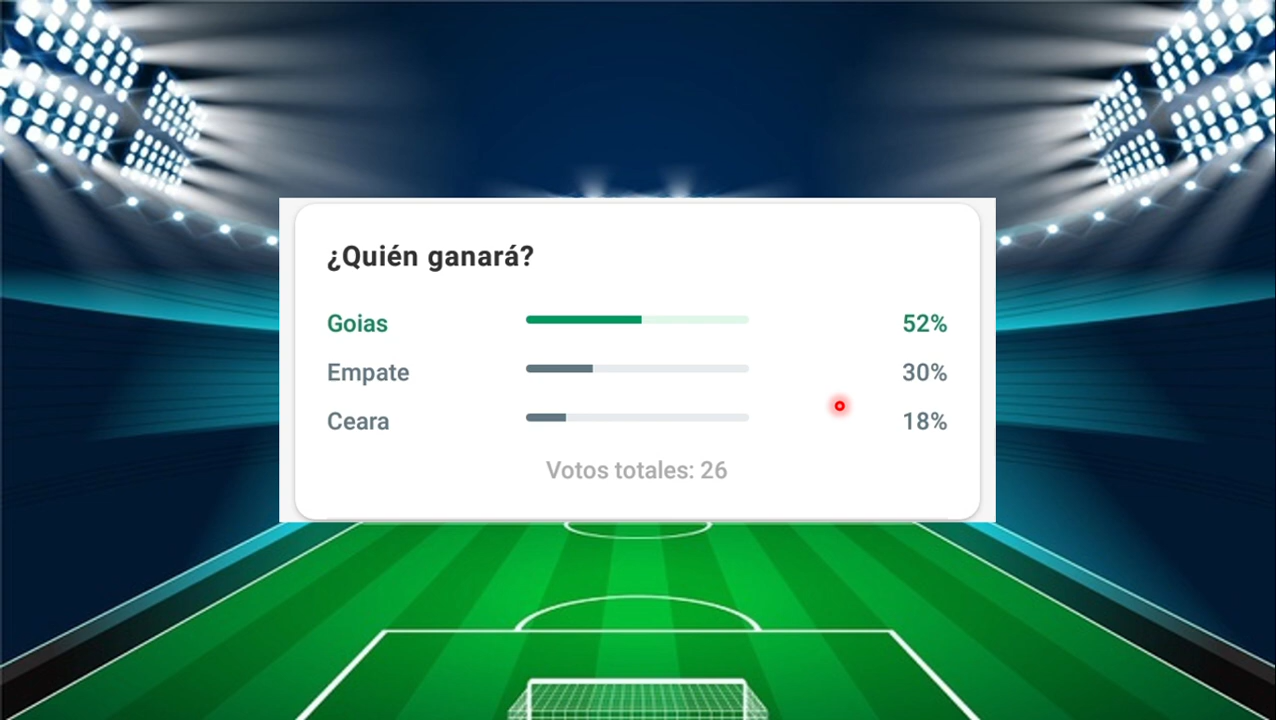 ¿Quién ganará?
Goias 52%
Empate 30%
Ceara 18%
Votos totales: 26